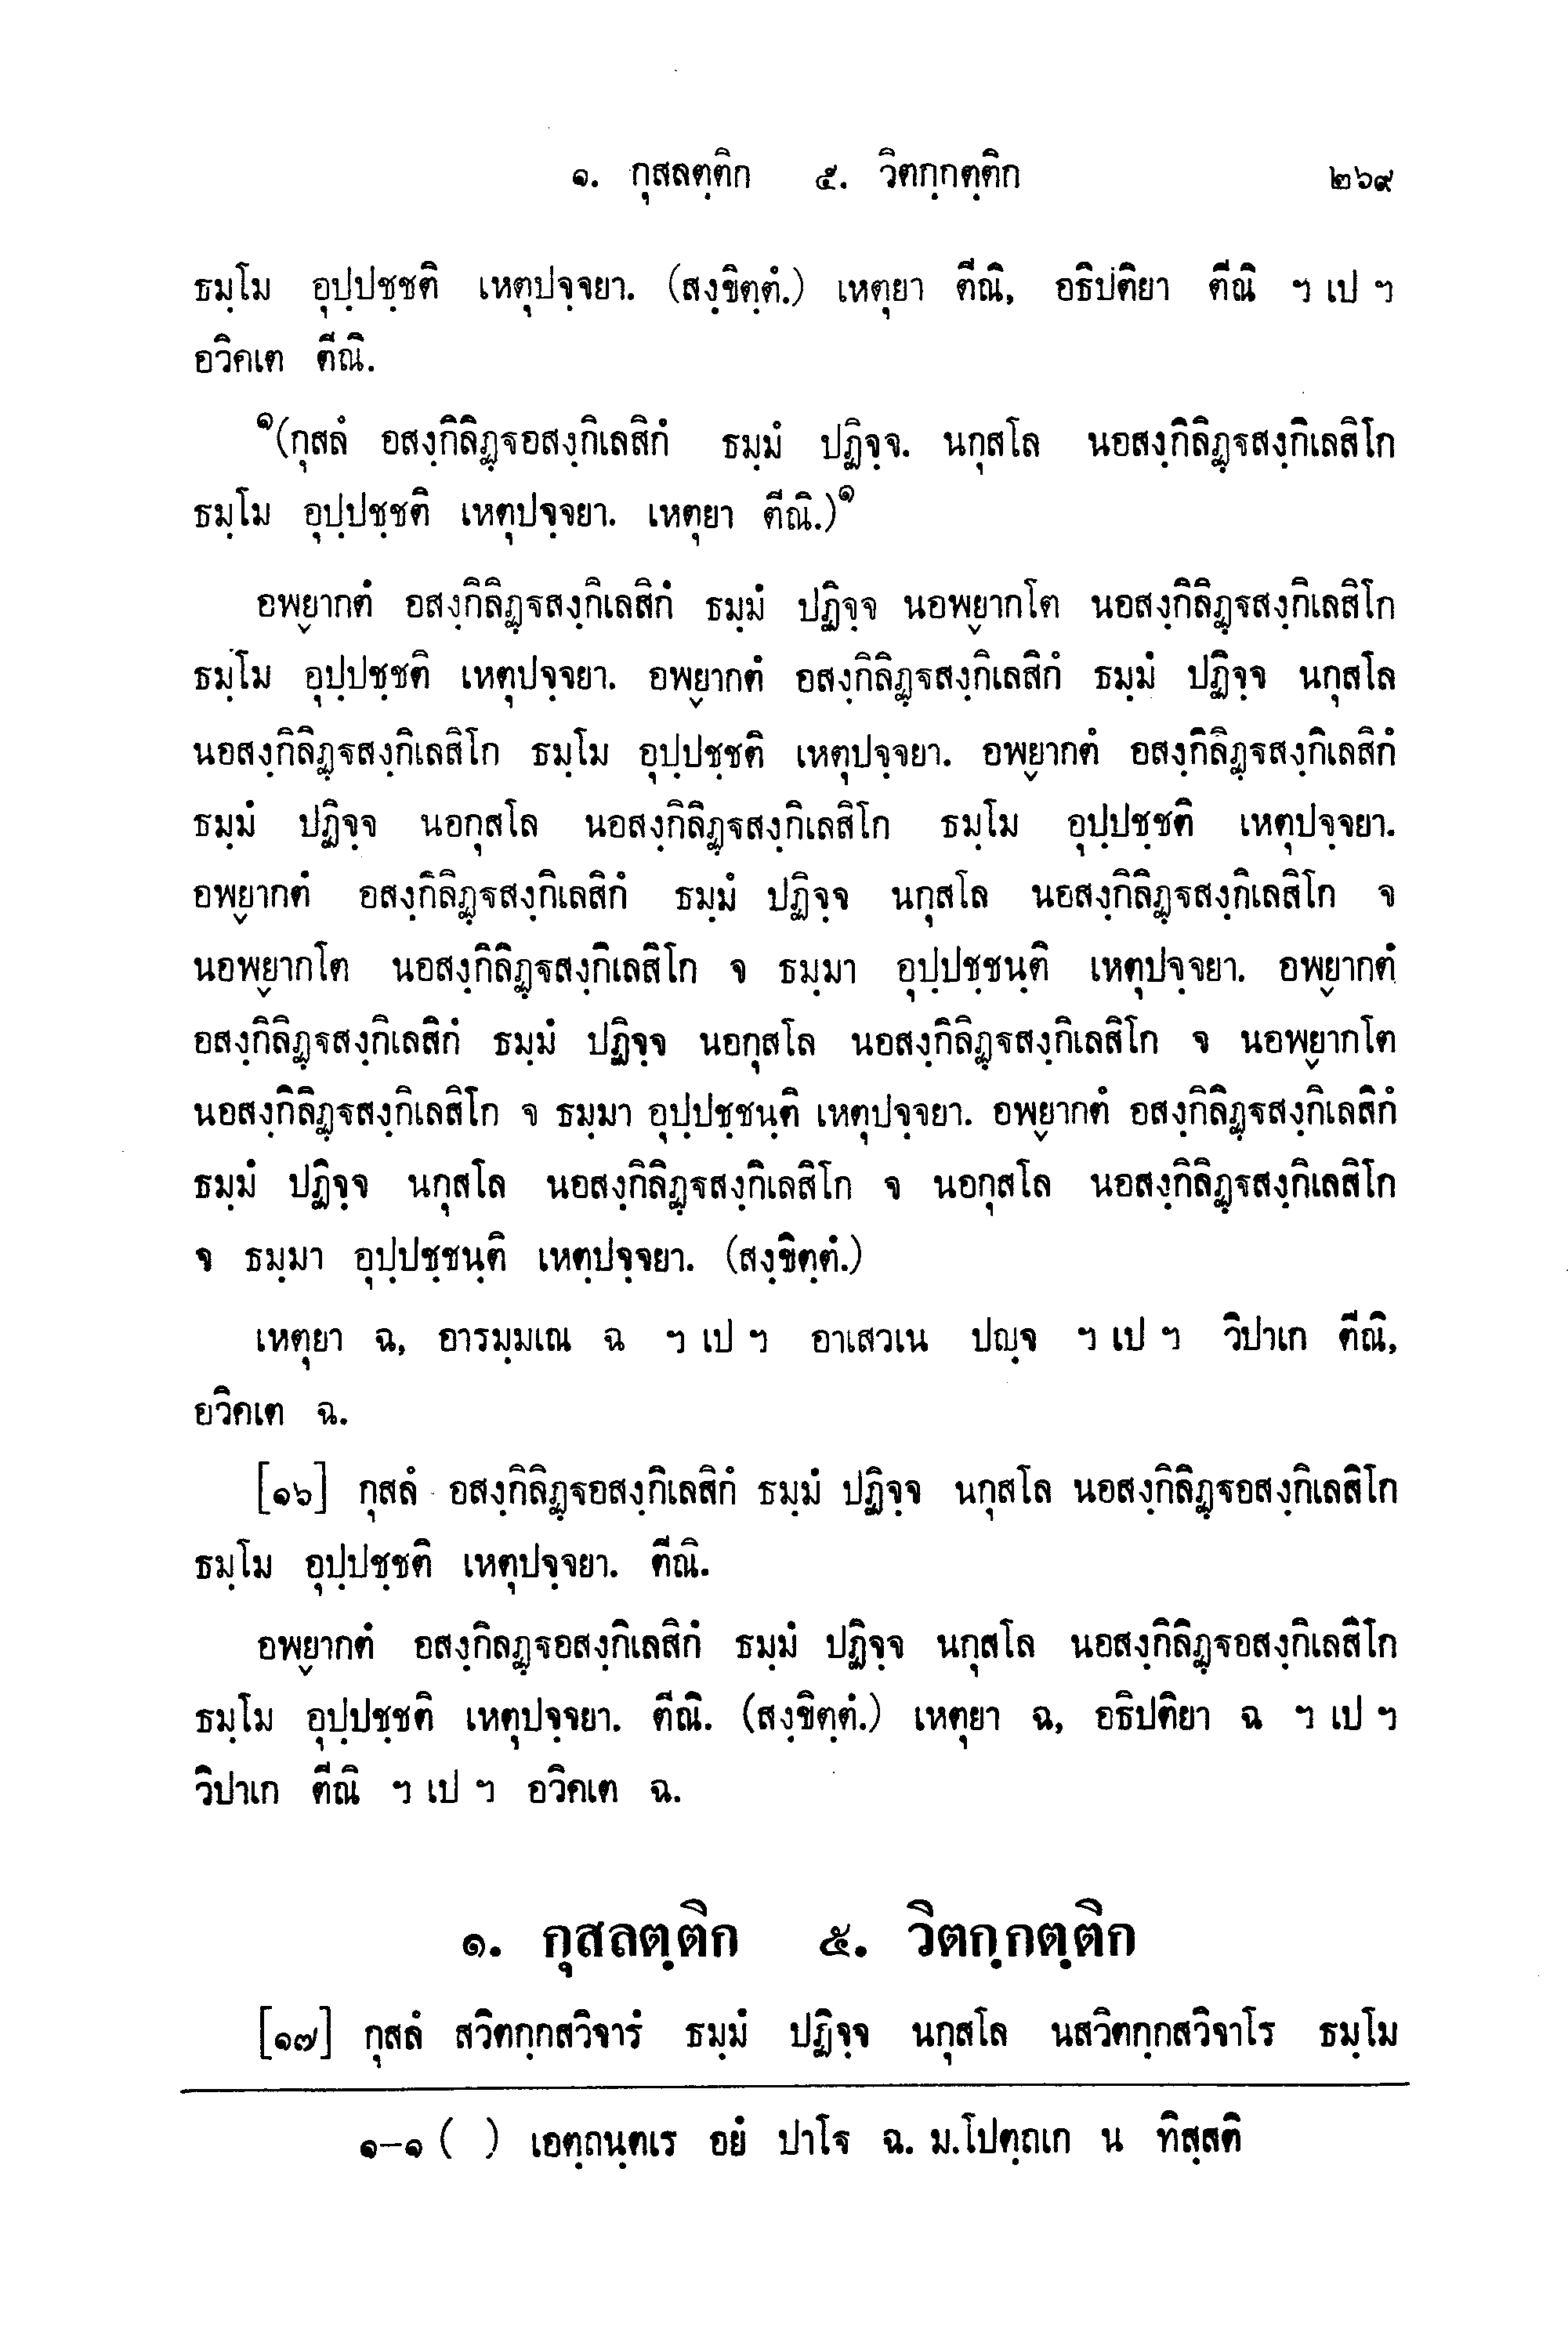 ๑. กุสลตฺติก ๕. วิตกฺกตฺติก ๒๖๙
ธมฺโม อุปฺปชฺชติ เหตุปจฺจยา. (สงฺขิตฺตํ.) เหตุยา ตีณิ, อธิปติยา ตีณิ ฯ เป ฯ
อวิคเต ตีณิ.
๑(กุสลํ อสงฺกิลิฏฺฐอสงฺกิเลสิกํ ธมฺมํ ปฏิจฺจ. นกุสโล นอสงฺกิลิฏฺฐสงฺกิเลสิโก
ธมฺโม อุปฺปชฺชติ เหตุปจฺจยา. เหตุยา ตีณิ.)๑
อพฺยากตํ อสงฺกิลิฏฺฐสงฺกิเลสิกํ ธมฺมํ ปฏิจฺจ นอพฺยากโต นอสงฺกิลิฏฺฐสงฺกิเลสิโก
ธมฺโม อุปฺปชฺชติ เหตุปจฺจยา. อพฺยากตํ อสงฺกิลิฏฺฐสงฺกิเลสิกํ ธมฺมํ ปฏิจฺจ นกุสโล
นอสงฺกิลิฏฺฐสงฺกิเลสิโก ธมฺโม อุปฺปชฺชติ เหตุปจฺจยา. อพฺยากตํ อสงฺกิลิฏฺฐสงฺกิเลสิกํ
ธมฺมํ ปฏิจฺจ นอกุสโล นอสงฺกิลิฏฺฐสงฺกิเลสิโก ธมฺโม อุปฺปชฺชติ เหตุปจฺจยา.
อพฺยากตํ อสงฺกิลิฏฺฐสงฺกิเลสิกํ ธมฺมํ ปฏิจฺจ นกุสโล นอสงฺกิลิฏฺฐสงฺกิเลสิโก จ
นอพฺยากโต นอสงฺกิลิฏฺฐสงฺกิเลสิโก จ ธมฺมา อุปฺปชฺชนฺติ เหตุปจฺจยา. อพฺยากตํ
อสงฺกิลิฏฺฐสงฺกิเลสิกํ ธมฺมํ ปฏิจฺจ นอกุสโล นอสงฺกิลิฏฺฐสงฺกิเลสิโก จ นอพฺยากโต
นอสงฺกิลิฏฺฐสงฺกิเลสิโก จ ธมฺมา อุปฺปชฺชนฺติ เหตุปจฺจยา. อพฺยากตํ อสงฺกิลิฏฺฐสงฺกิเลสิกํ
ธมฺมํ ปฏิจฺจ นกุสโล นอสงฺกิลิฏฺฐสงฺกิเลสิโก จ นอกุสโล นอสงฺกิลิฏฺฐสงฺกิเลสิโก
จ ธมฺมา อุปฺปชฺชนฺติ เหตฺปจฺจยา. (สงฺขิตฺตํ.)
เหตุยา ฉ, อารมฺมเณ ฉ ฯ เป ฯ อาเสวเน ปญฺจ ฯ เป ฯ วิปาเก ตีณิ,
อวิคเต ฉ.
[๑๖] กุสลํ อสงฺกิลิฏฺฐอสงฺกิเลสิกํ ธมฺมํ ปฏิจฺจ นกุสโล นอสงฺกิลิฏฺฐอสงฺกิเลสิโก
ธมฺโม อุปฺปชฺชติ เหตุปจฺจยา. ตีณิ.
อพฺยากตํ อสงฺกิลฏฺฐอสงฺกิเลสิกํ ธมฺมํ ปฏิจฺจ นกุสโล นอสงฺกิลิฏฺฐอสงฺกิเลสิโก
ธมฺโม อุปฺปชฺชติ เหตุปจฺจยา. ตีณิ. (สงฺขิตฺตํ.) เหตุยา ฉ, อธิปติยา ฉ ฯ เป ฯ
วิปาเก ตีณิ ฯ เป ฯ อวิคเต ฉ.
๑. กุสลตฺติก ๕. วิตกฺกตฺติก
[๑๗] กุสลํ สวิตกฺกสวิจารํ ธมฺมํ ปฏิจฺจ นกุสโล นสวิตกฺกสวิจาโร ธมฺโม
๑–๑ ( ) เอตฺถนฺตเร อยํ ปาโฐ ฉ. ม.โปตฺถเก น ทิสฺสติ